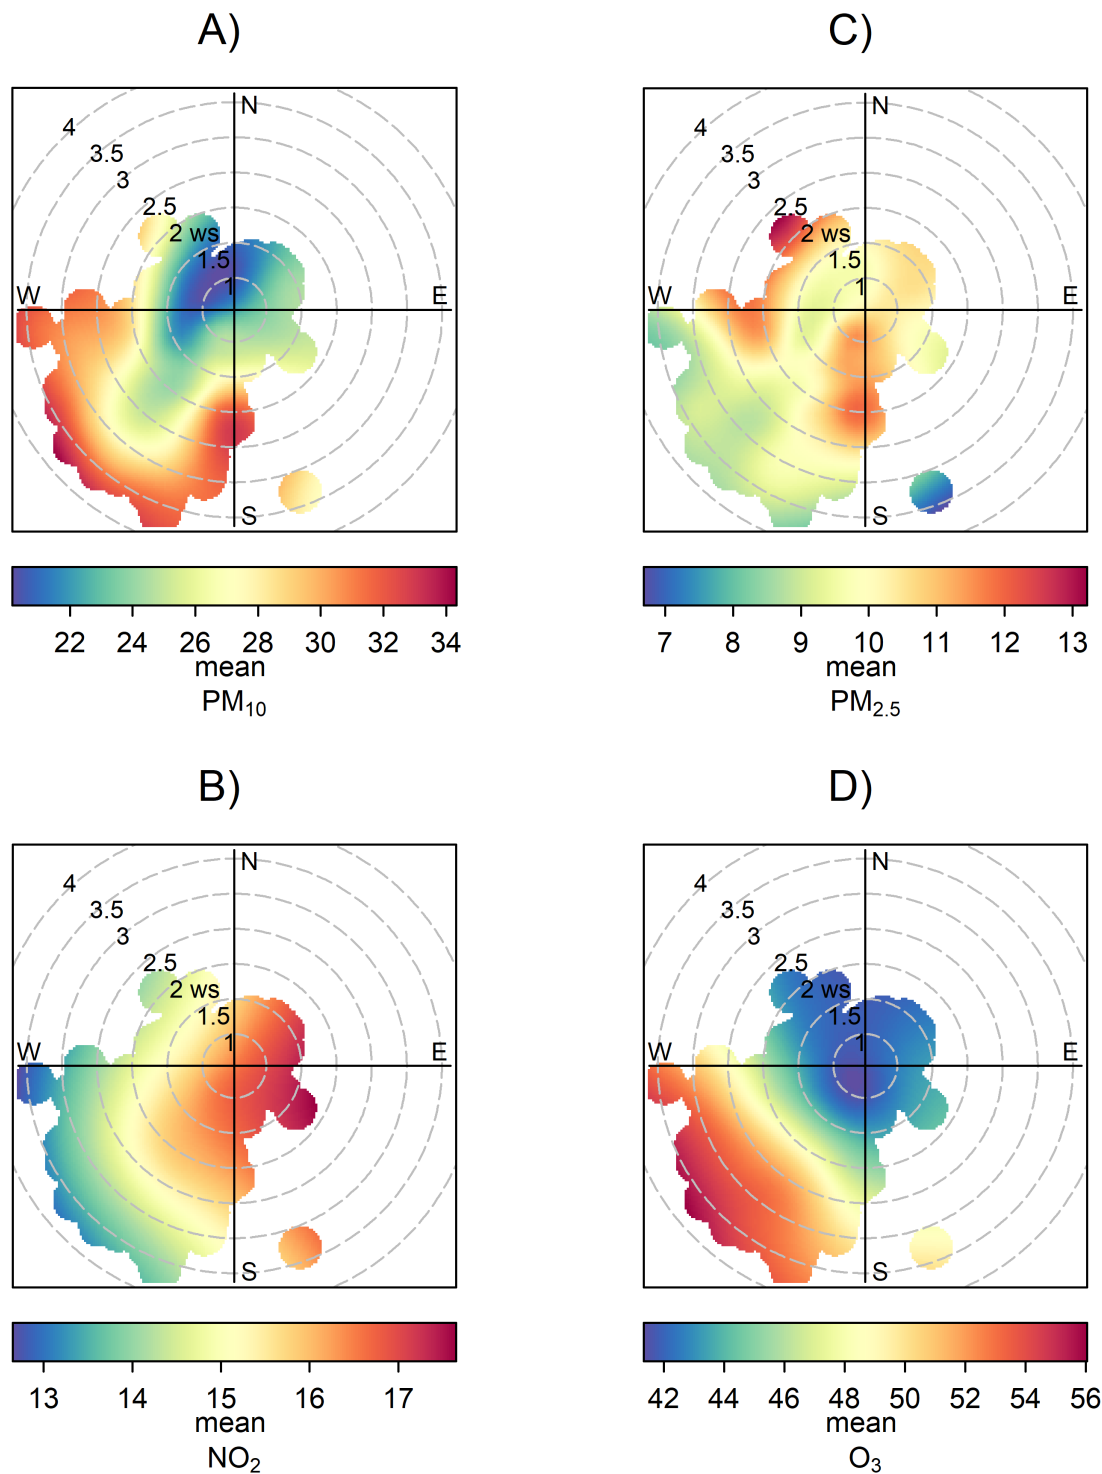 A)
N
4
3.5
3
2.5
2 ws
1.5
1
W
E
S
22 24 26 28 30 32 34
mean
PM₁₀
C)
N
4
3.5
3
2.5
2 ws
1.5
1
W
E
S
7 8 9 10 11 12 13
mean
PM₂.₅
B)
N
4
3.5
3
2.5
2 ws
1.5
1
W
E
S
13 14 15 16 17
mean
NO₂
D)
N
4
3.5
3
2.5
2 ws
1.5
1
W
E
S
42 44 46 48 50 52 54 56
mean
O₃